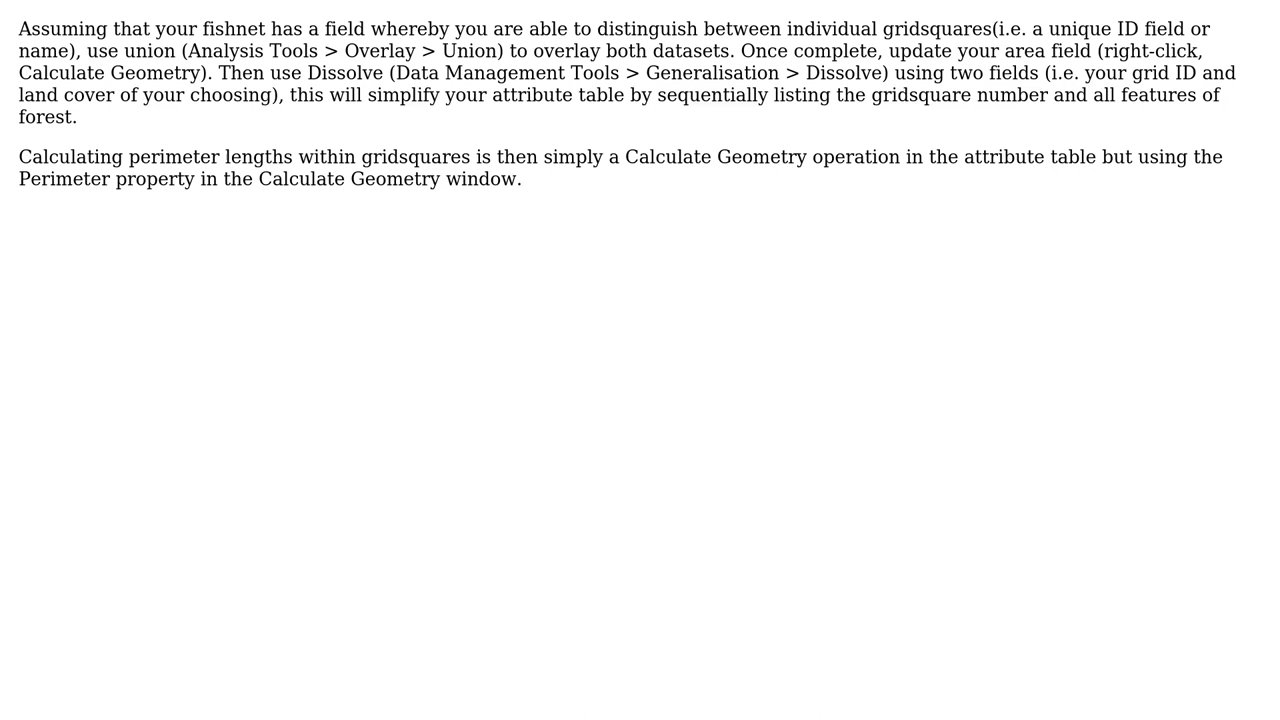 Assuming that your fishnet has a field whereby you are able to distinguish between individual gridsquares(i.e. a unique ID field or
name), use union (Analysis Tools > Overlay > Union) to overlay both datasets. Once complete, update your area field (right-click,
Calculate Geometry). Then use Dissolve (Data Management Tools > Generalisation > Dissolve) using two fields (i.e. your grid ID and
land cover of your choosing), this will simplify your attribute table by sequentially listing the gridsquare number and all features of
forest.
Calculating perimeter lengths within gridsquares is then simply a Calculate Geometry operation in the attribute table but using the
Perimeter property in the Calculate Geometry window.